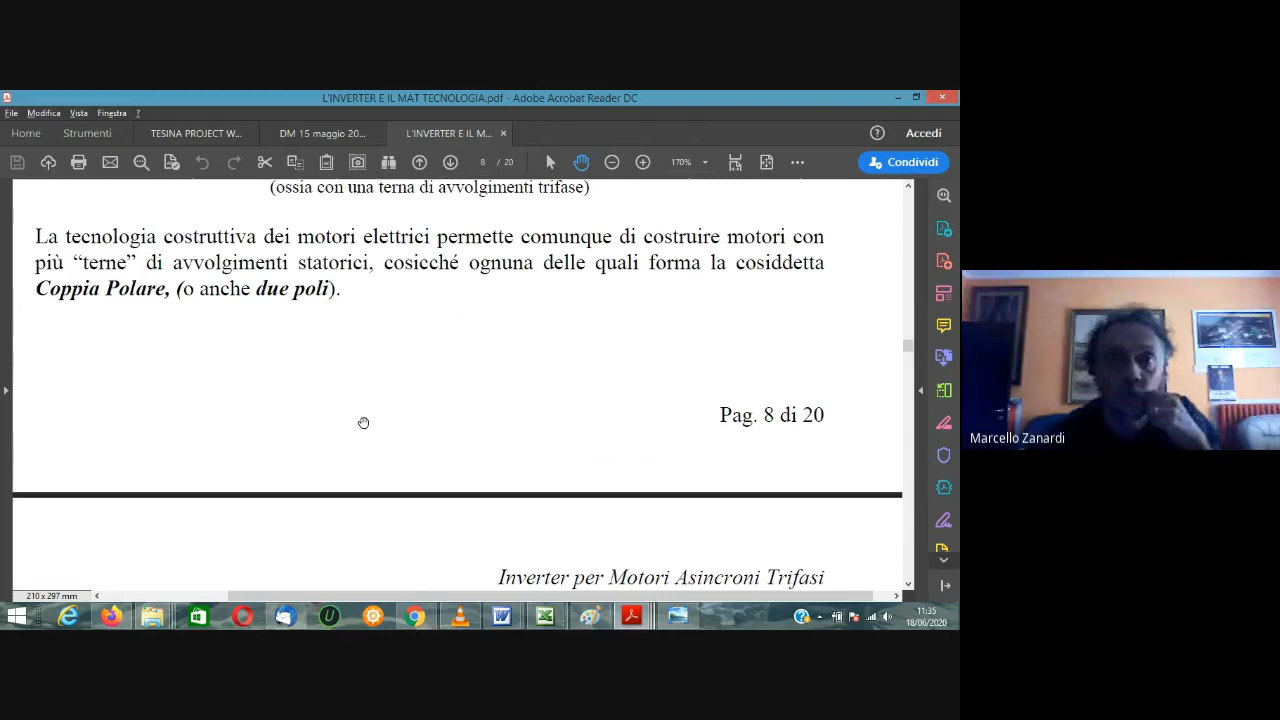 L'INVERTER E IL MAT TECNOLOGIA.pdf - Adobe Acrobat Reader DC
File Modifica Vista Finestra ?
Home Strumenti TESINA PROJECT W... DM 15 maggio 20... L'INVERTER E IL M... × Accedi
8 / 20 170% Condividi
(ossia con una terna di avvolgimenti trifase)
La tecnologia costruttiva dei motori elettrici permette comunque di costruire motori con
più “terne” di avvolgimenti statorici, cosicché ognuna delle quali forma la cosiddetta
Coppia Polare, (o anche due poli).
Pag. 8 di 20
Inverter per Motori Asincroni Trifasi
210 x 297 mm
11:35
18/06/2020
Marcello Zanardi